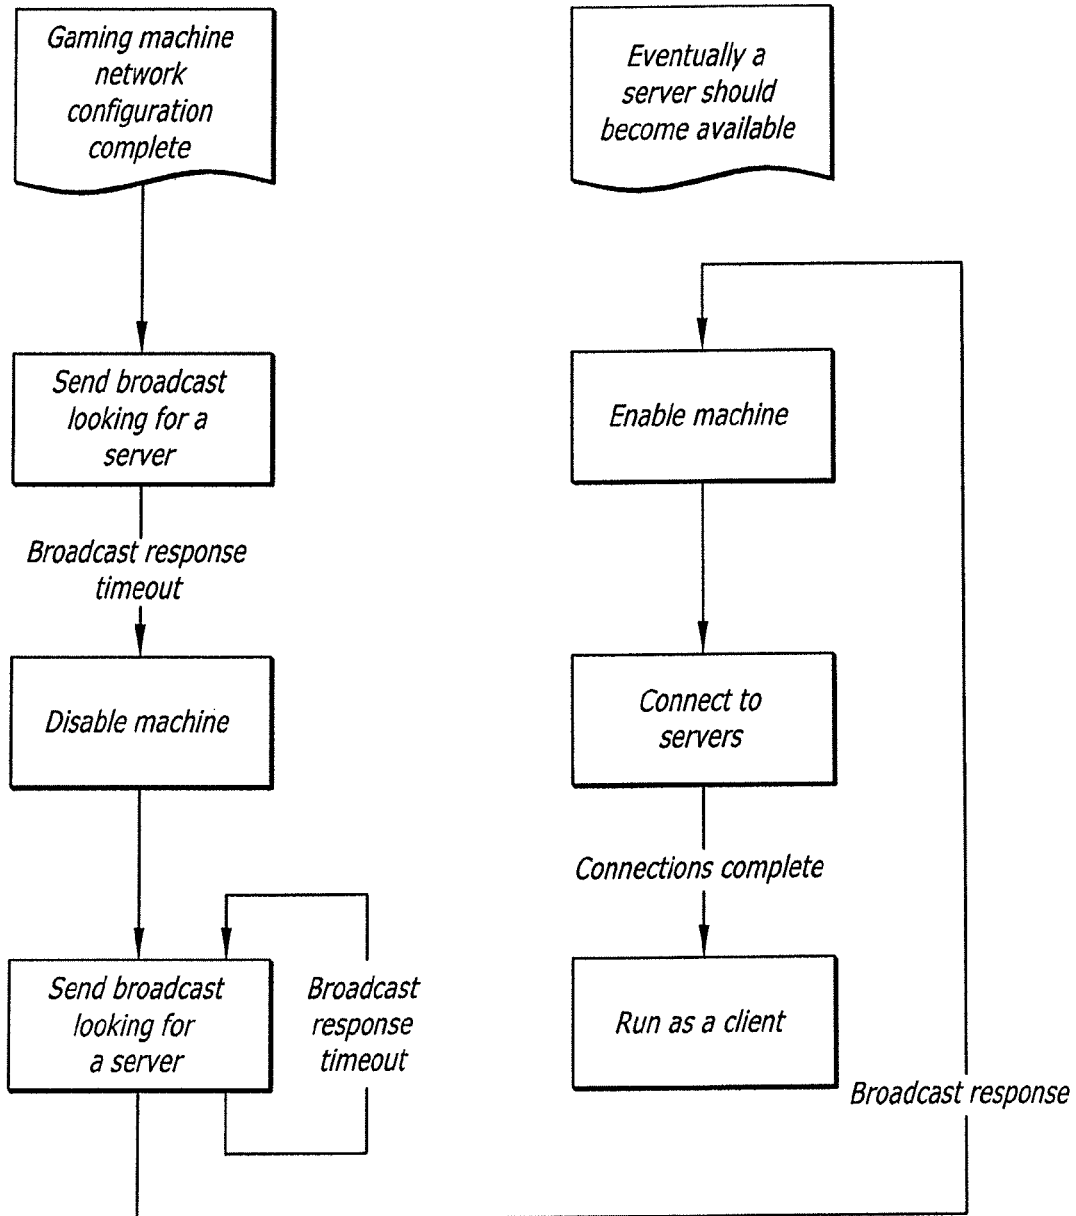 Gaming machine
network
configuration
complete
Send broadcast
looking for a
server
Broadcast response
timeout
Disable machine
Send broadcast
looking for
a server
Broadcast
response
timeout
Eventually a
server should
become available
Enable machine
Connect to
servers
Connections complete
Run as a client
Broadcast response